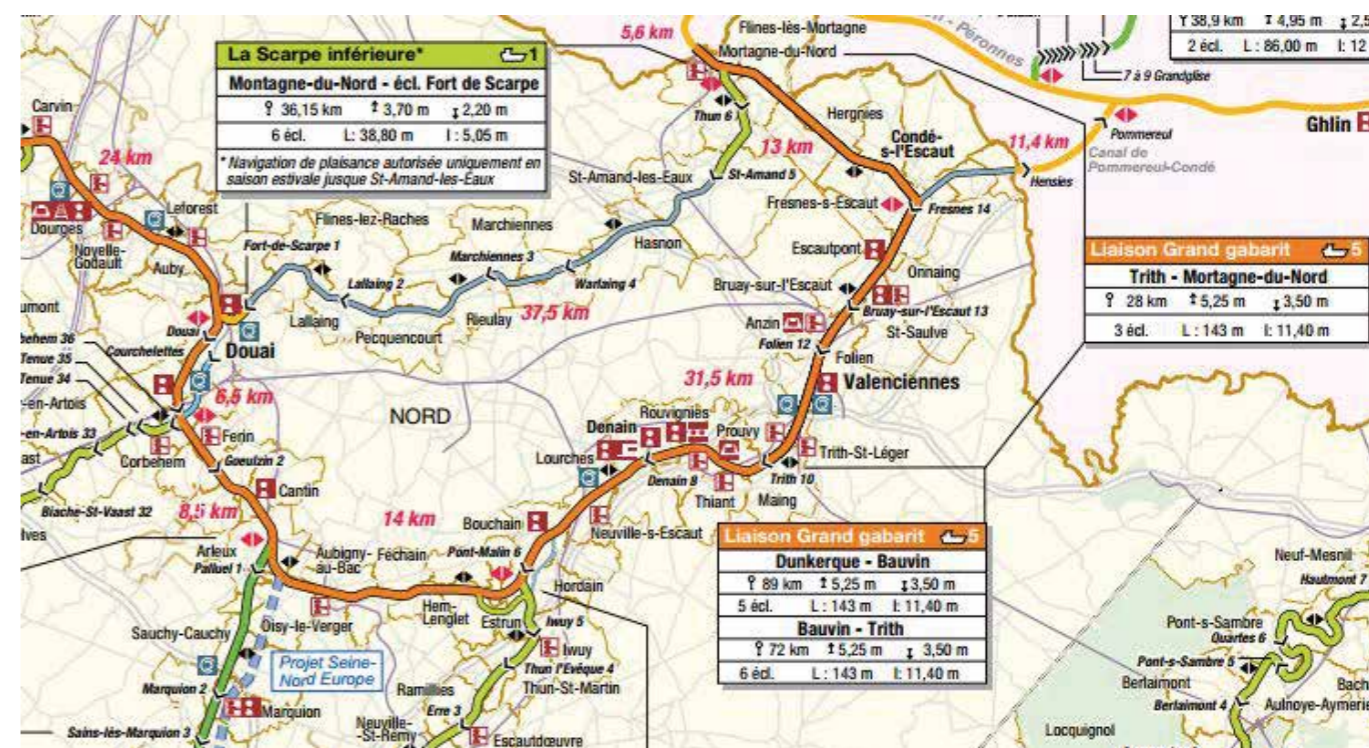 5,6 km
Flines-lès-Mortagne
Mortagne-du-Nord
Péronnes
38,9 km 4,95 m
2 écl. L : 86,00 m l: 12
7 à 9 Grandglise
La Scarpe inférieure* 1
Montagne-du-Nord - écl. Fort de Scarpe
36,15 km 3,70 m 2,20 m
6 écl. L: 38,80 m l : 5,05 m
* Navigation de plaisance autorisée uniquement en
saison estivale jusque St-Amand-les-Eaux
Carvin
24 km
Thun 6
Hergnies
13 km
Condé-
s-l'Escaut
11,4 km
Pommereul
Ghlin
Canal de
Pommereul-Condé
Hensies
St-Amand-les-Eaux
St-Amand 5
Fresnes-s-Escaut
Fresnes 14
Dourges
Leforest
Flines-lez-Raches
Marchiennes
Hasnon
Noyelle-
Godault
Auby
Fort-de-Scarpe 1
Marchiennes 3
Escautpont
Onnaing
Liaison Grand gabarit 5
Trith - Mortagne-du-Nord
28 km 5,25 m 3,50 m
3 écl. L : 143 m l: 11,40 m
Lallaing 2
Warlaing 4
Bruay-sur-l'Escaut
Bruay-sur-l'Escaut 13
Lallaing
Pecquencourt
Rieulay
37,5 km
Anzin
St-Saulve
Douai
Douai
Courchelettes
Folien 12
Folien
Tenue 35
Tenue 34
-en-Artois
-en-Artois 33
6,5 km
NORD
31,5 km
Valenciennes
Rouvignies
Denain
Prouvy
Ferin
Corbehem
Goeulzin 2
Lourches
Denain 8
Trith-St-Léger
Trith 10
Thiant
Maing
Cantin
Biache-St-Vaast 32
8,5 km
14 km
Bouchain
Neuville-s-Escaut
Liaison Grand gabarit 5
Dunkerque - Bauvin
89 km 5,25 m 3,50 m
5 écl. L : 143 m l: 11,40 m
Bauvin - Trith
72 km 5,25 m 3,50 m
6 écl. L : 143 m l: 11,40 m
Arleux
Palluel 1
Aubigny-
au-Bac
Féchain
Pont-Malin 6
Hordain
Hem-
Lenglet
Estrun
Iwuy 5
Oisy-le-Verger
Sauchy-Cauchy
Iwuy
Thun l'Evêque 4
Thun-St-Martin
Projet Seine-
Nord Europe
Marquion 2
Marquion
Ramillies
Erre 3
Neuville-
-St-Rémy
Escautdœuvre
Sains-lès-Marquion 3
Neuf-Mesnil
Hautmont 7
Pont-s-Sambre
Quartes 6
Pont-s-Sambre 5
Berlaimont
Berlaimont 4
Bach
Aulnoye-Aymerie
Locquignol